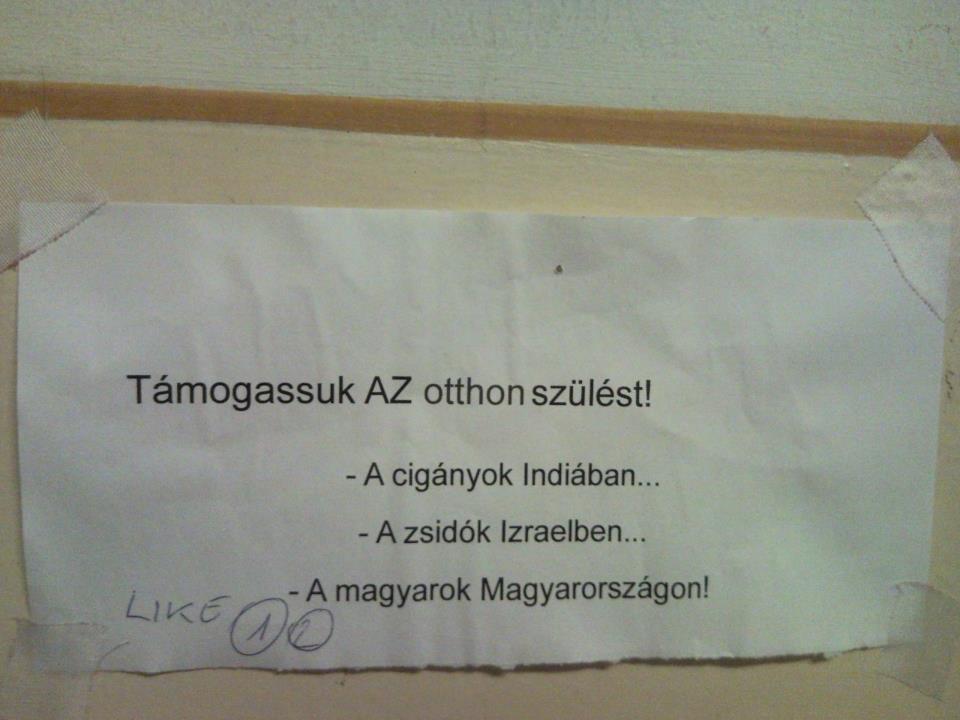 Támogassuk AZ otthon szülést!
- A cigányok Indiában...
- A zsidók Izraelben...
- A magyarok Magyarországon!
LIKE 1 2